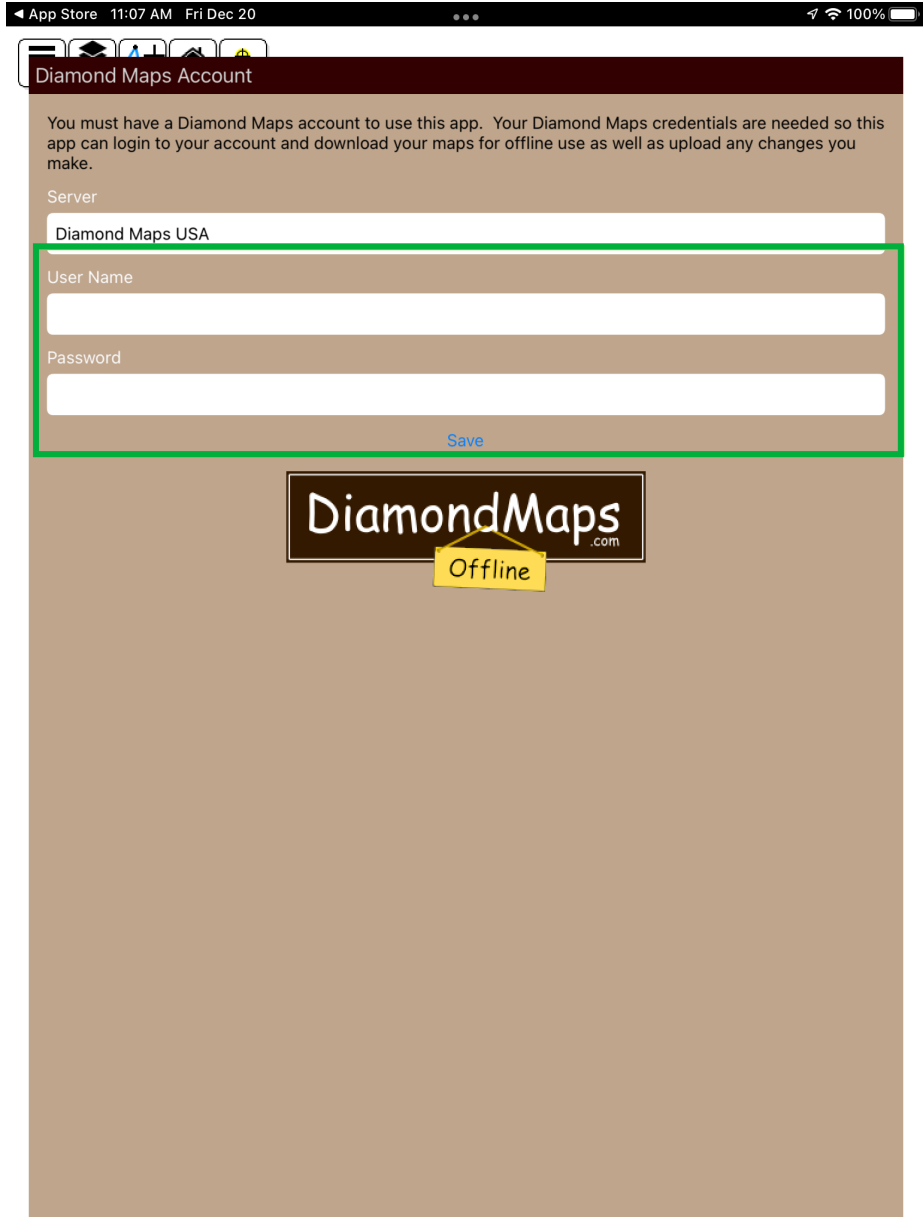 App Store 11:07 AM Fri Dec 20 100%
Diamond Maps Account
You must have a Diamond Maps account to use this app. Your Diamond Maps credentials are needed so this
app can login to your account and download your maps for offline use as well as upload any changes you
make.
Server
Diamond Maps USA
User Name
Password
Save
DiamondMaps
.com
Offline